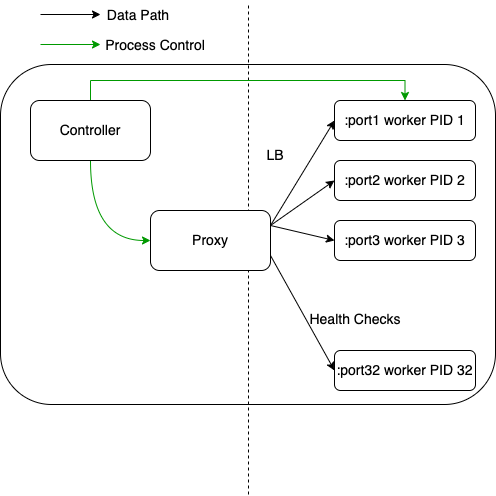 Data Path
Process Control
Controller
:port1 worker PID 1
LB
:port2 worker PID 2
Proxy
:port3 worker PID 3
Health Checks
:port32 worker PID 32